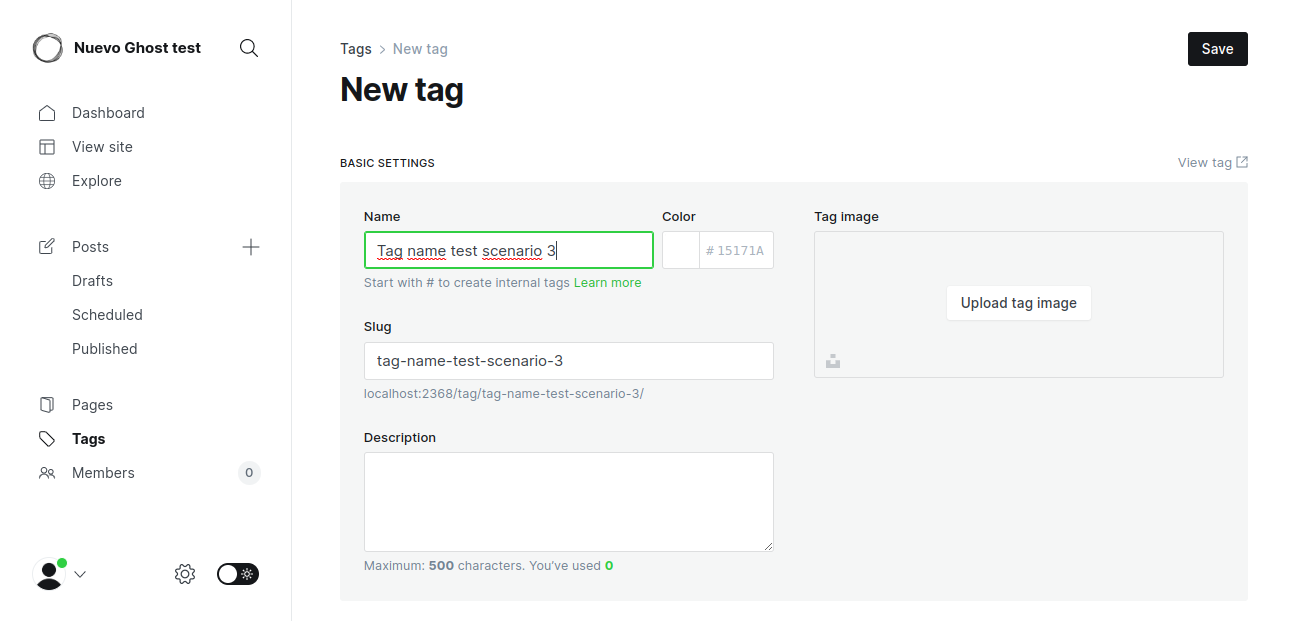 Nuevo Ghost test
Dashboard
View site
Explore
Posts
Drafts
Scheduled
Published
Pages
Tags
Members 0
Tags > New tag
Save
New tag
BASIC SETTINGS
View tag
Name
Tag name test scenario 3
Start with # to create internal tags Learn more
Color
# 15171A
Slug
tag-name-test-scenario-3
localhost:2368/tag/tag-name-test-scenario-3/
Description
Maximum: 500 characters. You've used 0
Tag image
Upload tag image